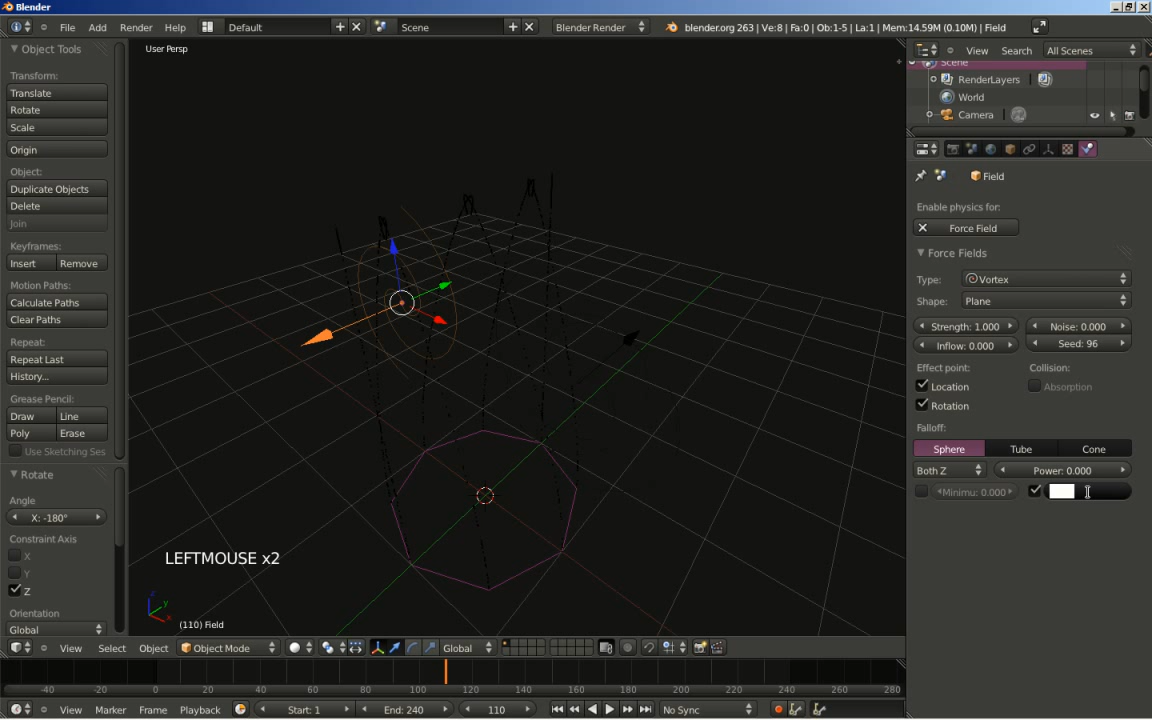 Blender
File Add Render Help Default Scene Blender Render blender.org 263 | Ve:8 | Fa:0 | Ob:1-5 | La:1 | Mem:14.59M (0.10M) | Field
Object Tools
Transform:
Translate
Rotate
Scale
Origin
Object:
Duplicate Objects
Delete
Join
Keyframes:
Insert Remove
Motion Paths:
Calculate Paths
Clear Paths
Repeat:
Repeat Last
History...
Grease Pencil:
Draw Line
Poly Erase
Use Sketching Ses
Rotate
Angle
X: -180°
Constraint Axis
X
Y
Z
Orientation
Global
User Persp
LEFTMOUSE x2
z
y
x
(110) Field
View Select Object Object Mode Global
-40 -20 0 20 40 60 80 100 120 140 160 180 200 220 240 260 280
View Marker Frame Playback Start: 1 End: 240 110 No Sync
View Search All Scenes
Scene
RenderLayers
World
Camera
Field
Enable physics for:
Force Field
Force Fields
Type: Vortex
Shape: Plane
Strength: 1.000 Noise: 0.000
Inflow: 0.000 Seed: 96
Effect point: Collision:
Location Absorption
Rotation
Falloff:
Sphere Tube Cone
Both Z Power: 0.000
Minimu: 0.000